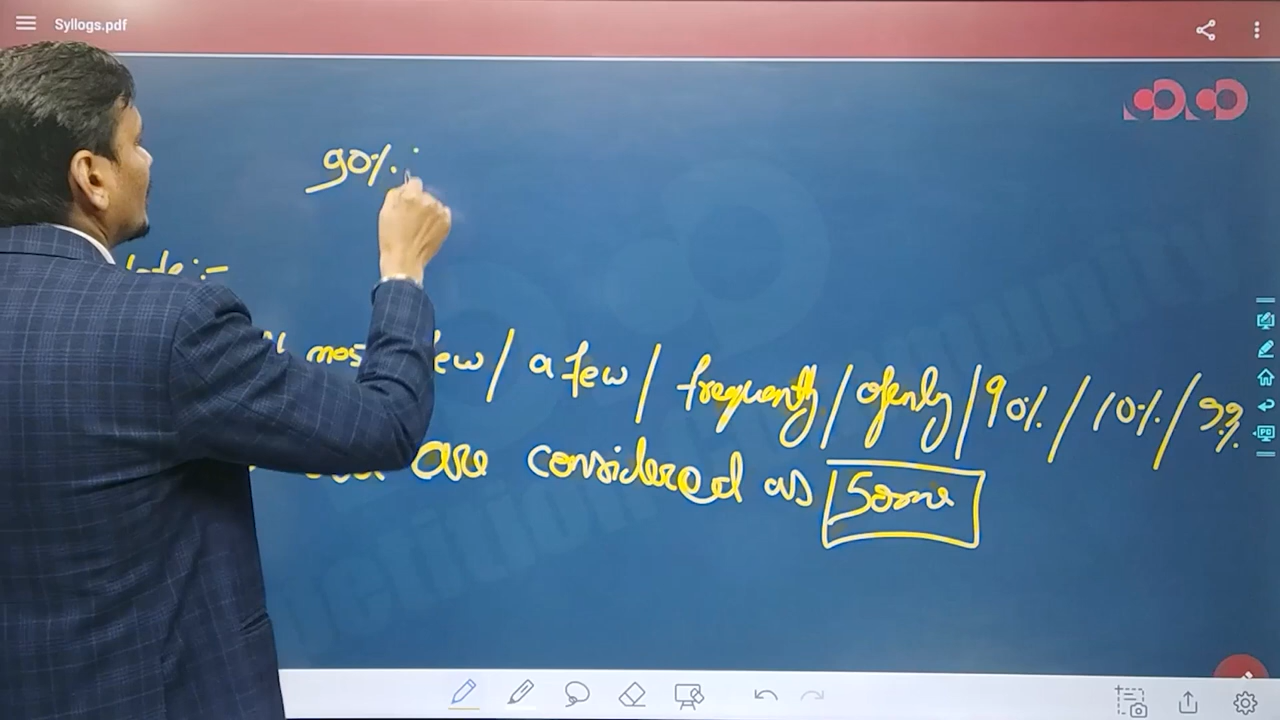 Syllogs.pdf
90%
few / a few / frequently / ofenly / 90% / 10% / 99%
are considered as Some